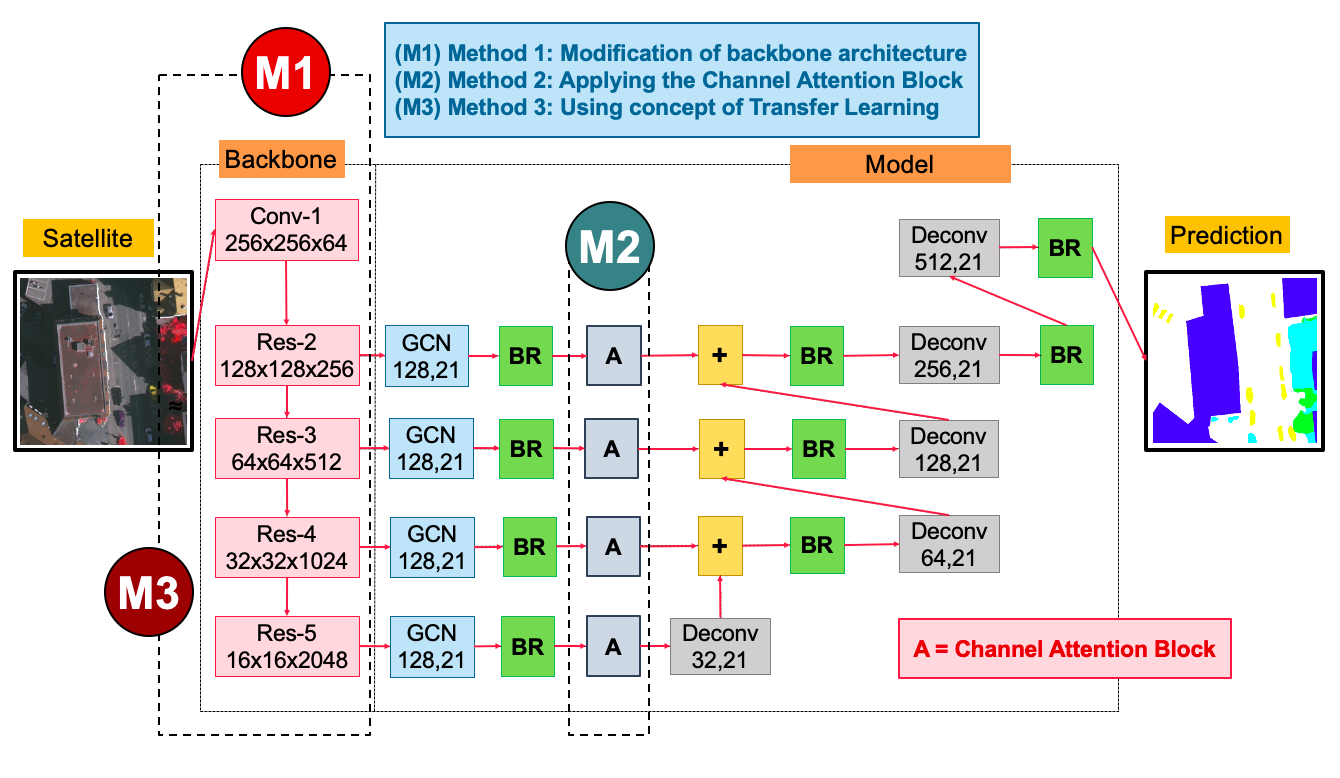 M1
(M1) Method 1: Modification of backbone architecture
(M2) Method 2: Applying the Channel Attention Block
(M3) Method 3: Using concept of Transfer Learning
Backbone
Model
Satellite
Conv-1
256x256x64
M2
Deconv
512,21
BR
Prediction
Res-2
128x128x256
GCN
128,21
BR
A
+
BR
Deconv
256,21
BR
Res-3
64x64x512
GCN
128,21
BR
A
+
BR
Deconv
128,21
Res-4
32x32x1024
GCN
128,21
BR
A
+
BR
Deconv
64,21
M3
Res-5
16x16x2048
GCN
128,21
BR
A
Deconv
32,21
A = Channel Attention Block